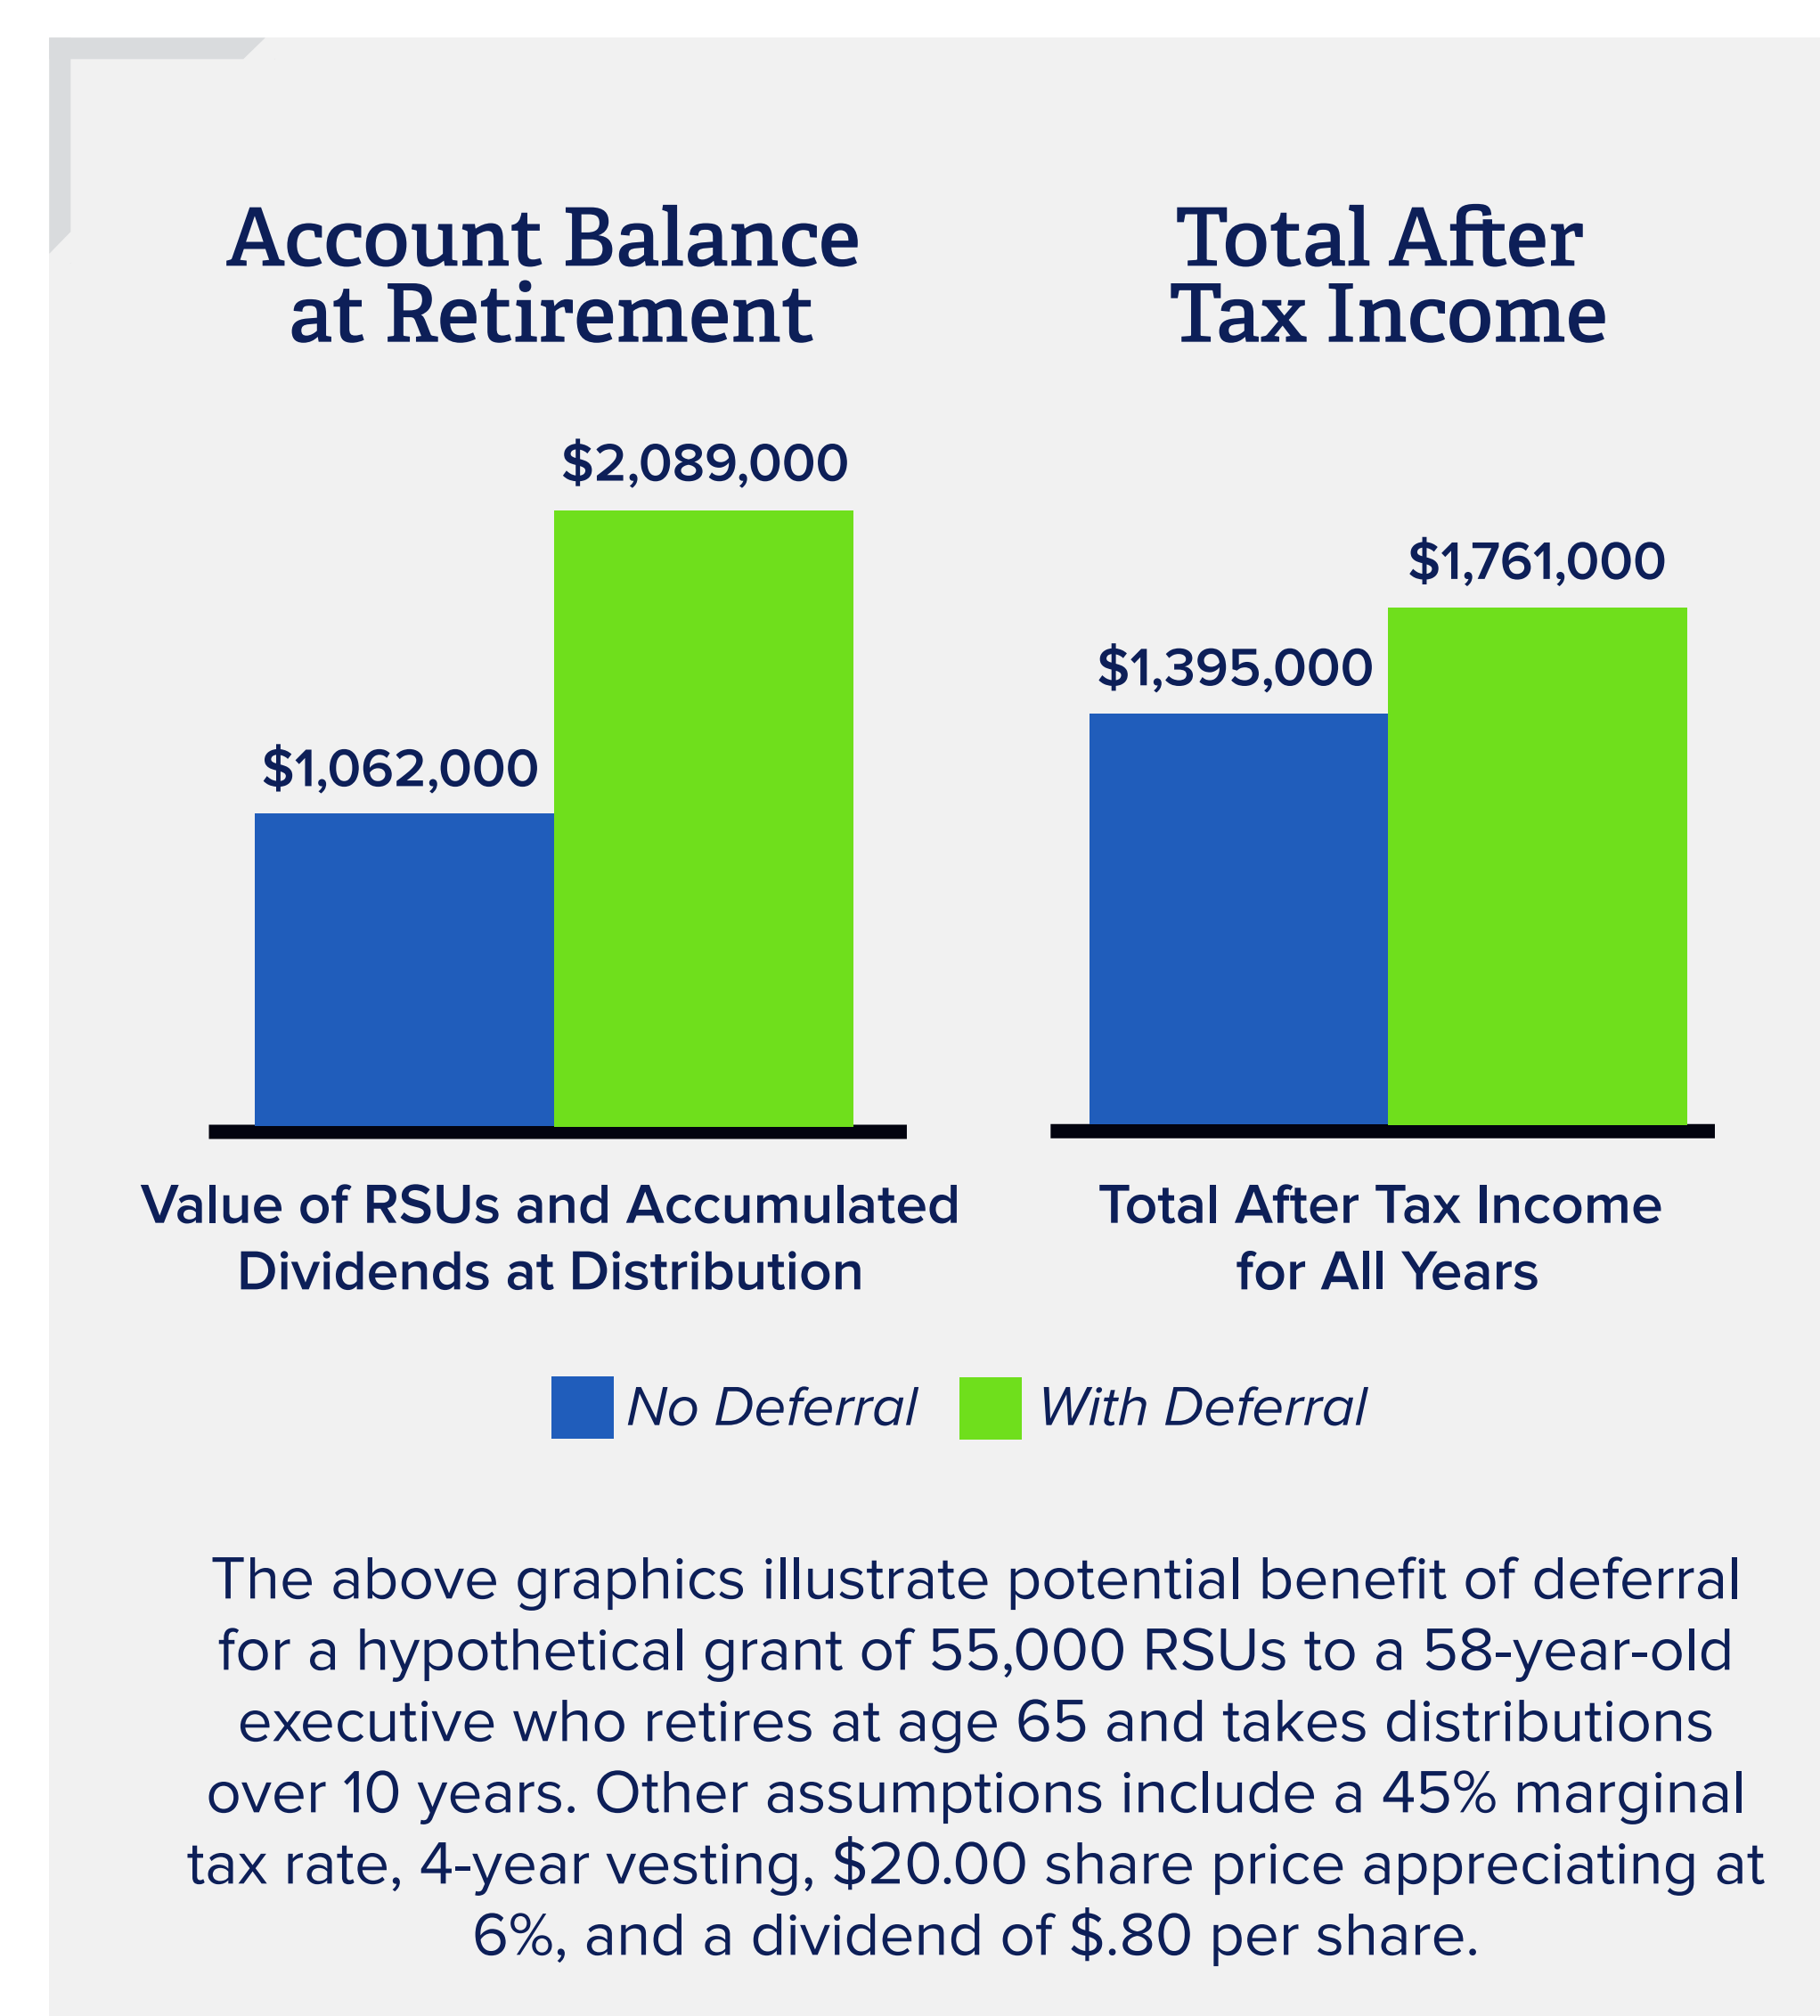 Account Balance
at Retirement
Total After
Tax Income
$2,089,000
$1,062,000
$1,761,000
$1,395,000
Value of RSUs and Accumulated
Dividends at Distribution
Total After Tax Income
for All Years
No Deferral
With Deferral
The above graphics illustrate potential benefit of deferral
for a hypothetical grant of 55,000 RSUs to a 58-year-old
executive who retires at age 65 and takes distributions
over 10 years. Other assumptions include a 45% marginal
tax rate, 4-year vesting, $20.00 share price appreciating at
6%, and a dividend of $.80 per share.